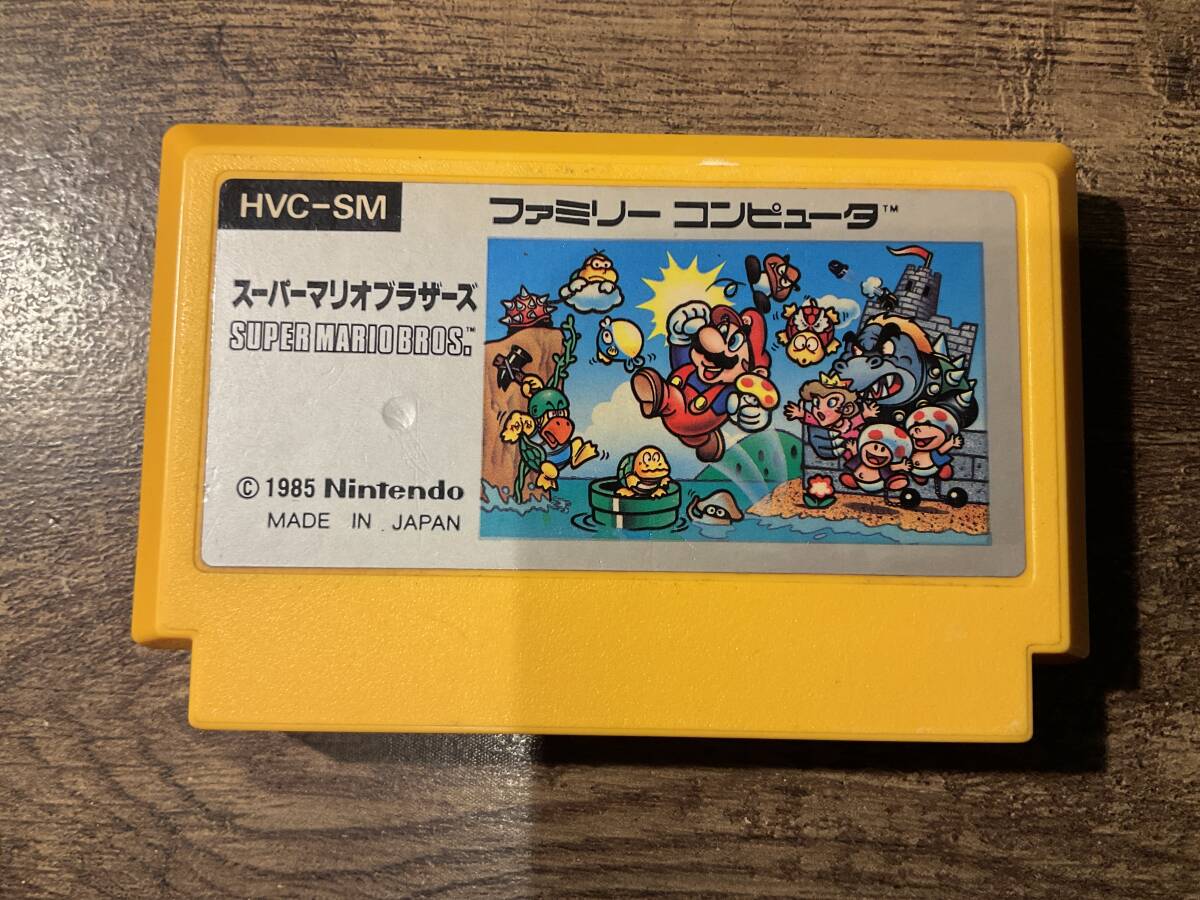 HVC-SM
ファミリー コンピュータ™
スーパーマリオブラザーズ
SUPER MARIO BROS.™
© 1985 Nintendo
MADE IN JAPAN